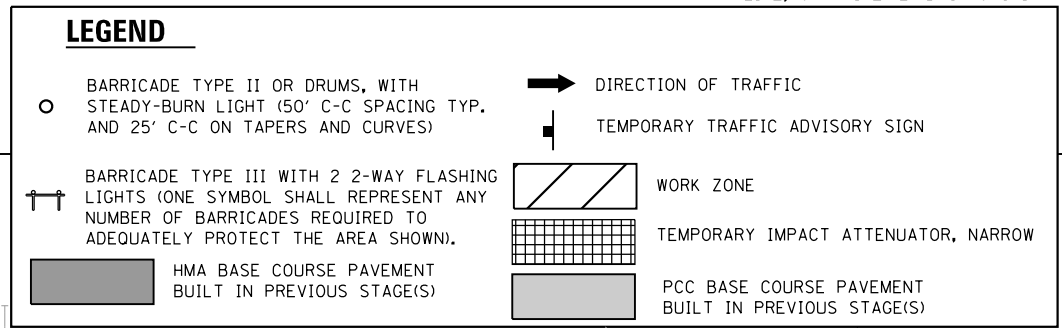 LEGEND
BARRICADE TYPE II OR DRUMS, WITH
STEADY-BURN LIGHT (50' C-C SPACING TYP.
AND 25' C-C ON TAPERS AND CURVES)
BARRICADE TYPE III WITH 2 2-WAY FLASHING
LIGHTS (ONE SYMBOL SHALL REPRESENT ANY
NUMBER OF BARRICADES REQUIRED TO
ADEQUATELY PROTECT THE AREA SHOWN).
HMA BASE COURSE PAVEMENT
BUILT IN PREVIOUS STAGE(S)
DIRECTION OF TRAFFIC
TEMPORARY TRAFFIC ADVISORY SIGN
WORK ZONE
TEMPORARY IMPACT ATTENUATOR, NARROW
PCC BASE COURSE PAVEMENT
BUILT IN PREVIOUS STAGE(S)